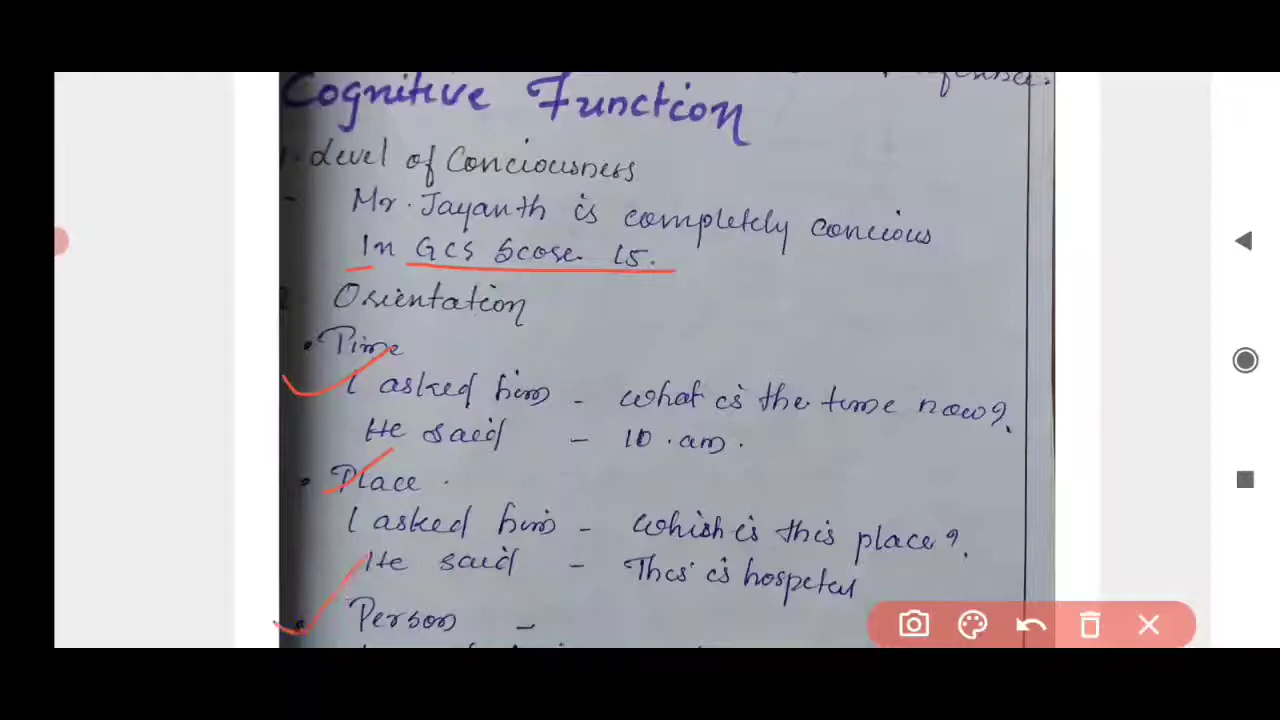 Cognitive Function
1. Level of Conciousness
- Mr. Jayanth is completely concious
In GCS Score 15.
Orientation
• Time
I asked him - what is the time now?
He said - 10.am.
• Place
I asked him - which is this place?
He said - This is hospital
• Person -